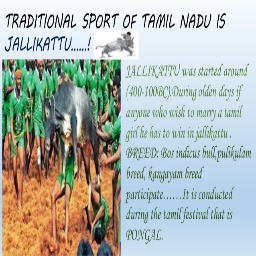 TRADITIONAL SPORT OF TAMIL NADU IS
JALLIKATTU......!
JALLIKATTU was started around
(400-100BC).During olden days if
anyone who wish to marry a tamil
girl he has to win in jallikattu .
BREED: Bos indicus bull,pulikulam
breed, kangayam breed
participate……It is conducted
during the tamil festival that is
PONGAL.